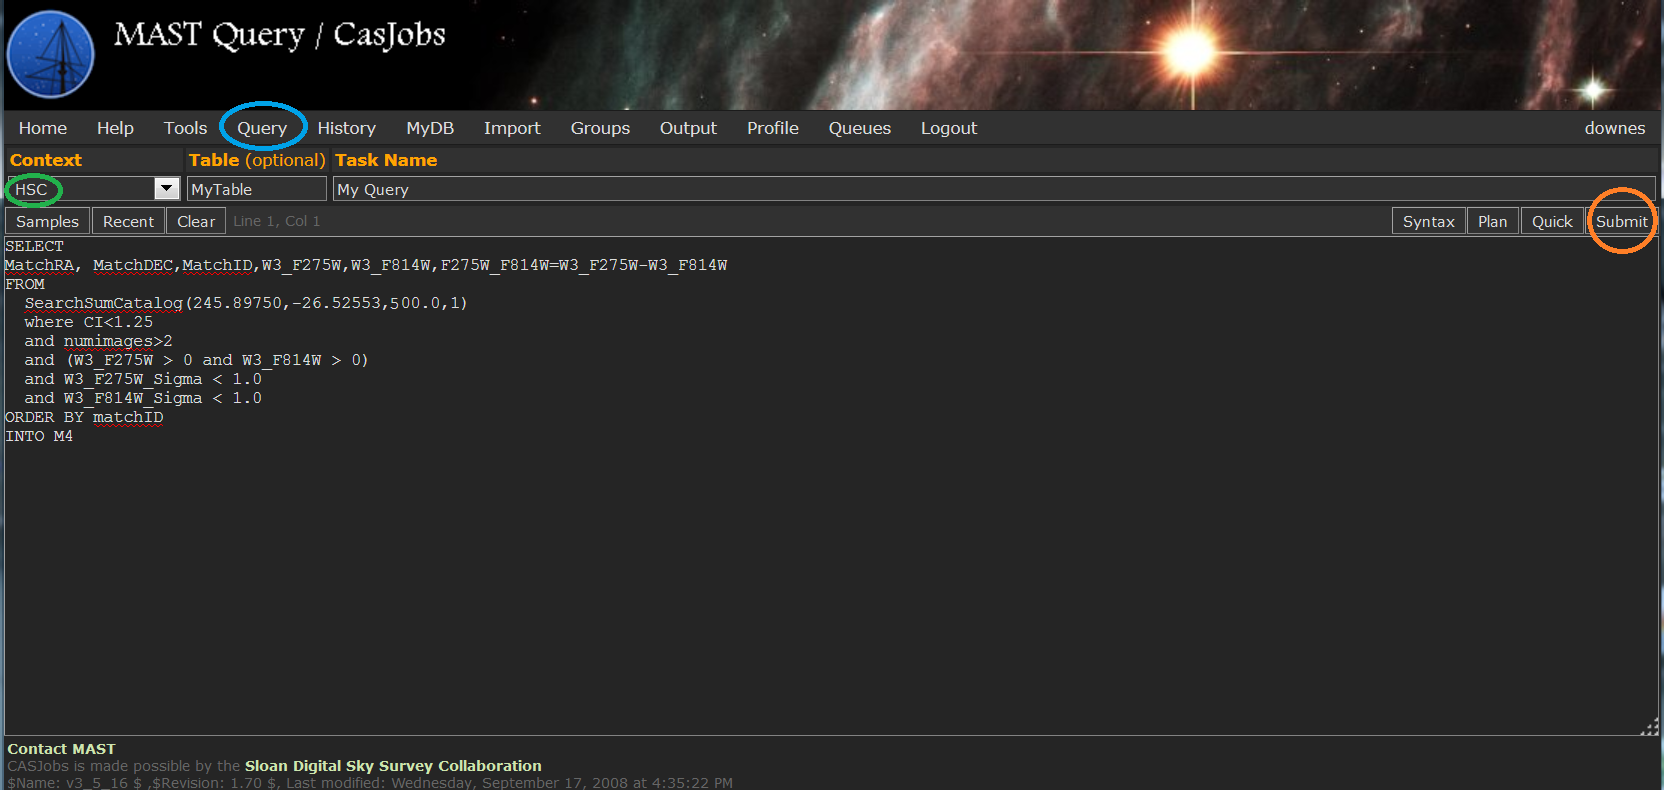 MAST Query / CasJobs
Home Help Tools Query History MyDB Import Groups Output Profile Queues Logout downes
Context Table (optional) Task Name
HSC MyTable My Query
Samples Recent Clear Line 1, Col 1 Syntax Plan Quick Submit
SELECT
MatchRA, MatchDEC,MatchID,W3_F275W,W3_F814W,F275W_F814W=W3_F275W-W3_F814W
FROM
SearchSumCatalog(245.89750,-26.52553,500.0,1)
where CI<1.25
and numimages>2
and (W3_F275W > 0 and W3_F814W > 0)
and W3_F275W_Sigma < 1.0
and W3_F814W_Sigma < 1.0
ORDER BY matchID
INTO M4
Contact MAST
CASJobs is made possible by the Sloan Digital Sky Survey Collaboration
$Name: v3_5_16 $ ,$Revision: 1.70 $, Last modified: Wednesday, September 17, 2008 at 4:35:22 PM